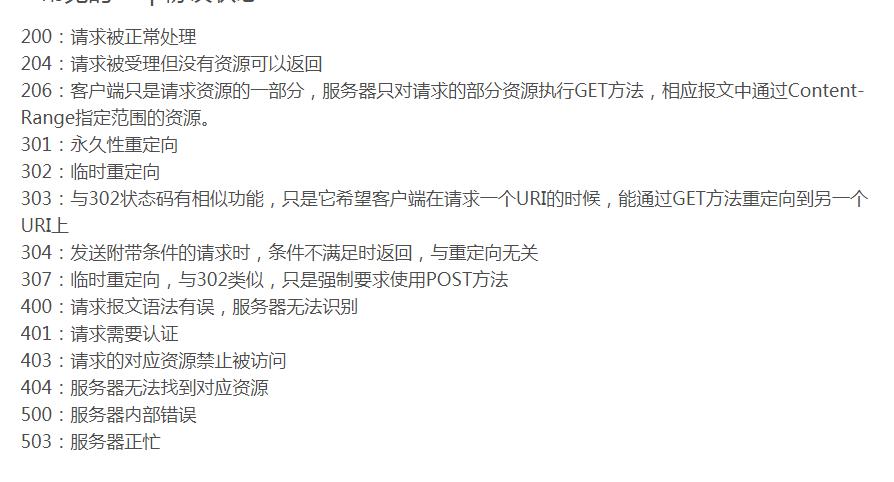 200：请求被正常处理
204：请求被受理但没有资源可以返回
206：客户端只是请求资源的一部分，服务器只对请求的部分资源执行GET方法，相应报文中通过Content-
Range指定范围的资源。
301：永久性重定向
302：临时重定向
303：与302状态码有相似功能，只是它希望客户端在请求一个URI的时候，能通过GET方法重定向到另一个
URI上
304：发送附带条件的请求时，条件不满足时返回，与重定向无关
307：临时重定向，与302类似，只是强制要求使用POST方法
400：请求报文语法有误，服务器无法识别
401：请求需要认证
403：请求的对应资源禁止被访问
404：服务器无法找到对应资源
500：服务器内部错误
503：服务器正忙